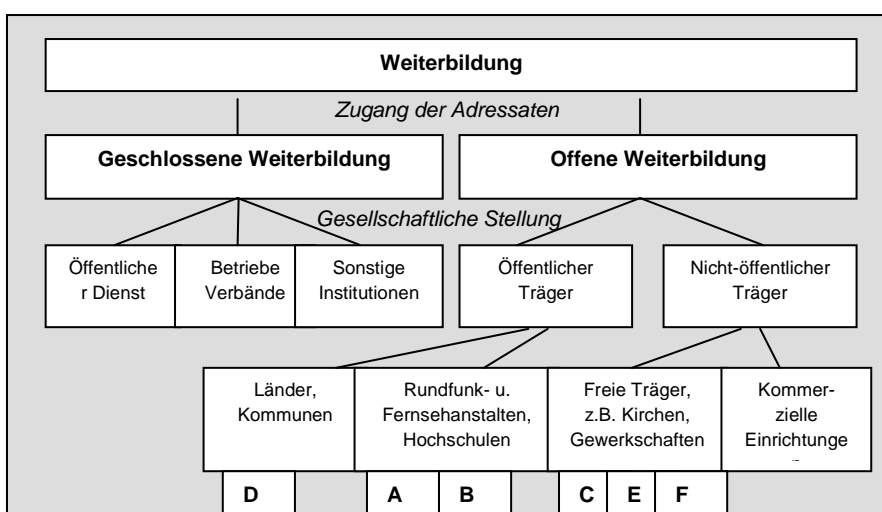 Weiterbildung
Zugang der Adressaten
Geschlossene Weiterbildung
Offene Weiterbildung
Gesellschaftliche Stellung
Öffentliche
r Dienst
Betriebe
Verbände
Sonstige
Institutionen
Öffentlicher
Träger
Nicht-öffentlicher
Träger
Länder,
Kommunen
Rundfunk- u.
Fernsehanstalten,
Hochschulen
Freie Träger,
z.B. Kirchen,
Gewerkschaften
Kommer-
zielle
Einrichtunge
D
A
B
C
E
F